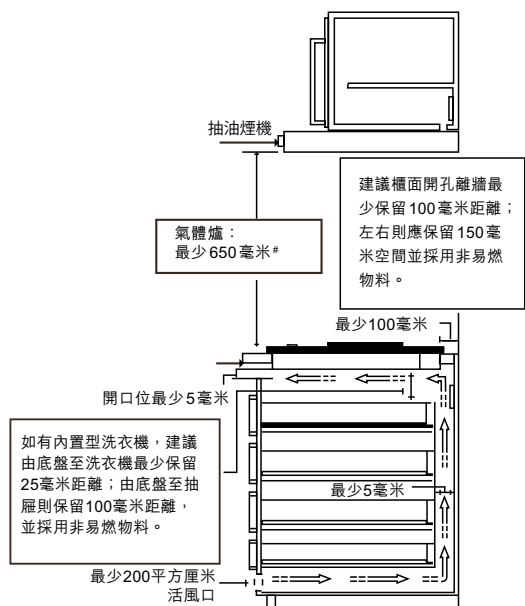 抽油煙機
建議櫃面開孔離牆最
少保留100毫米距離；
左右則應保留150毫
米空間並採用非易燃
物料。
氣體爐：
最少650毫米#
最少100毫米
開口位最少5毫米
如有內置型洗衣機，建議
由底盤至洗衣機最少保留
25毫米距離；由底盤至抽
屜則保留100毫米距離，
並採用非易燃物料。
最少5毫米
最少200平方厘米
活風口